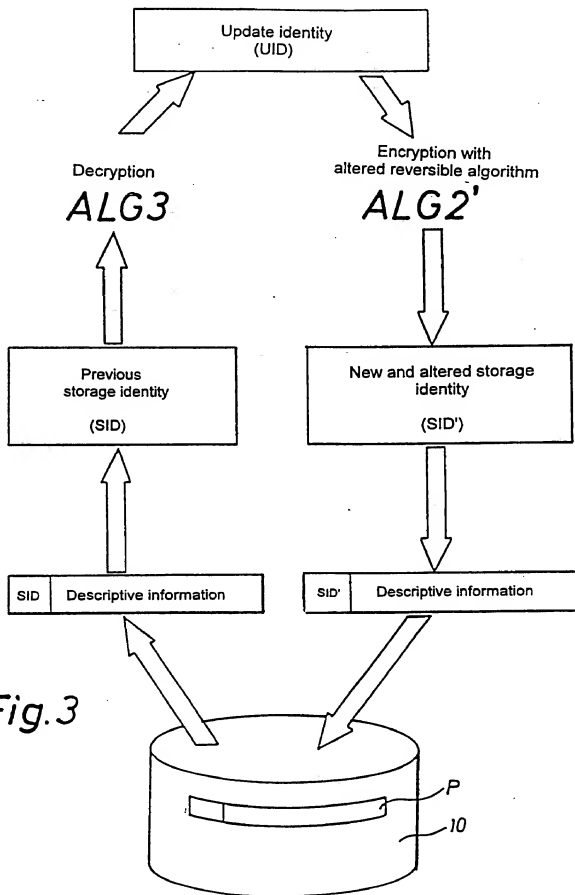 Update identity
(UID)
Decryption
ALG3
Encryption with
altered reversible algorithm
ALG2'
Previous
storage identity
(SID)
New and altered storage
identity
(SID')
SID
Descriptive information
SID'
Descriptive information
Fig.3
P
10